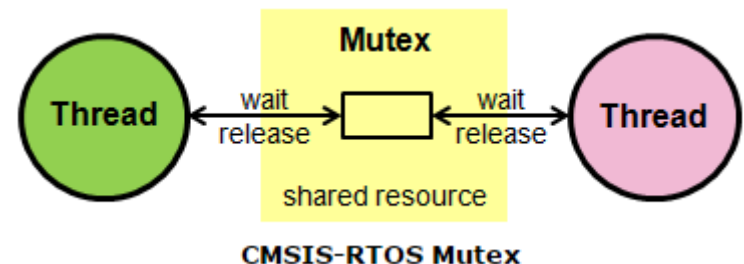 Mutex
Thread
wait
release
wait
release
Thread
shared resource
CMSIS-RTOS Mutex